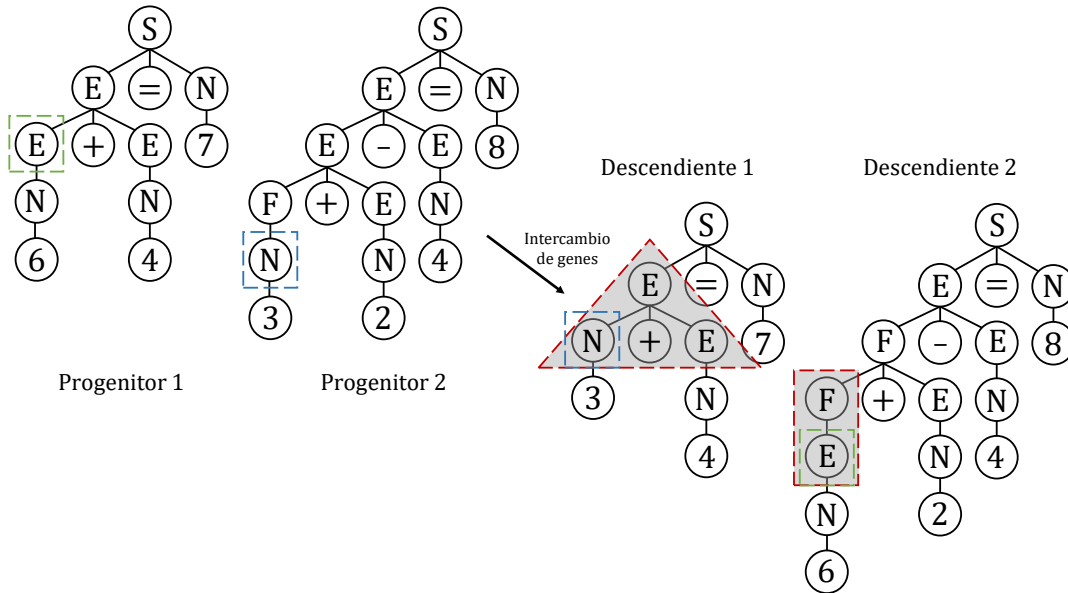 S
E = N
E + E 7
N N
6 4
Progenitor 1
S
E = N
E - E 8
F + E N
N N 4
3 2
Progenitor 2
Intercambio
de genes
Descendiente 1
S
E = N
N + E 7
3 N
4
Descendiente 2
S
E = N
F - E 8
F + E N
E N 4
N 2
6